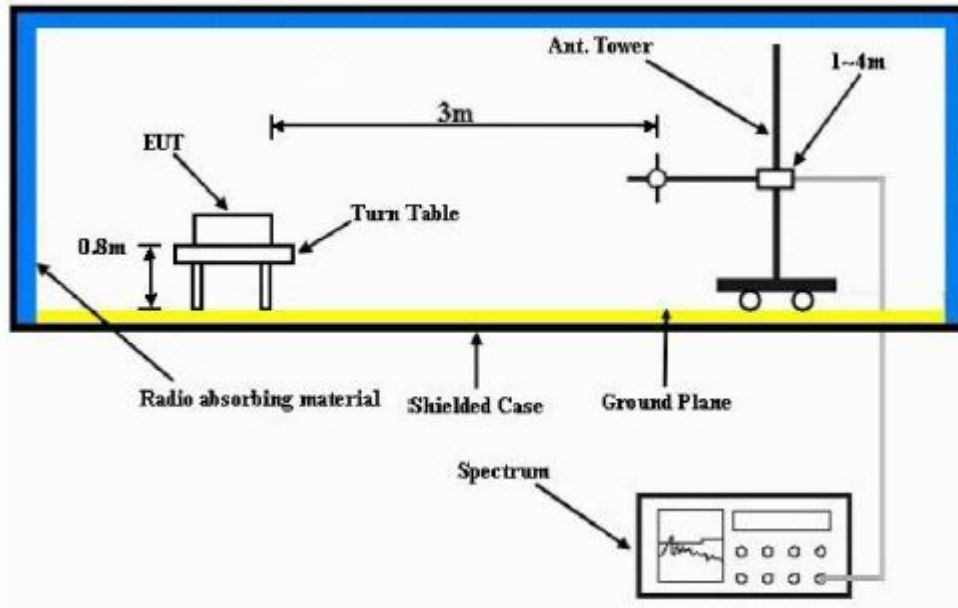 Ant. Tower
1~4m
3m
EUT
Turn Table
0.8m
Radio absorbing material
Shielded Case
Ground Plane
Spectrum